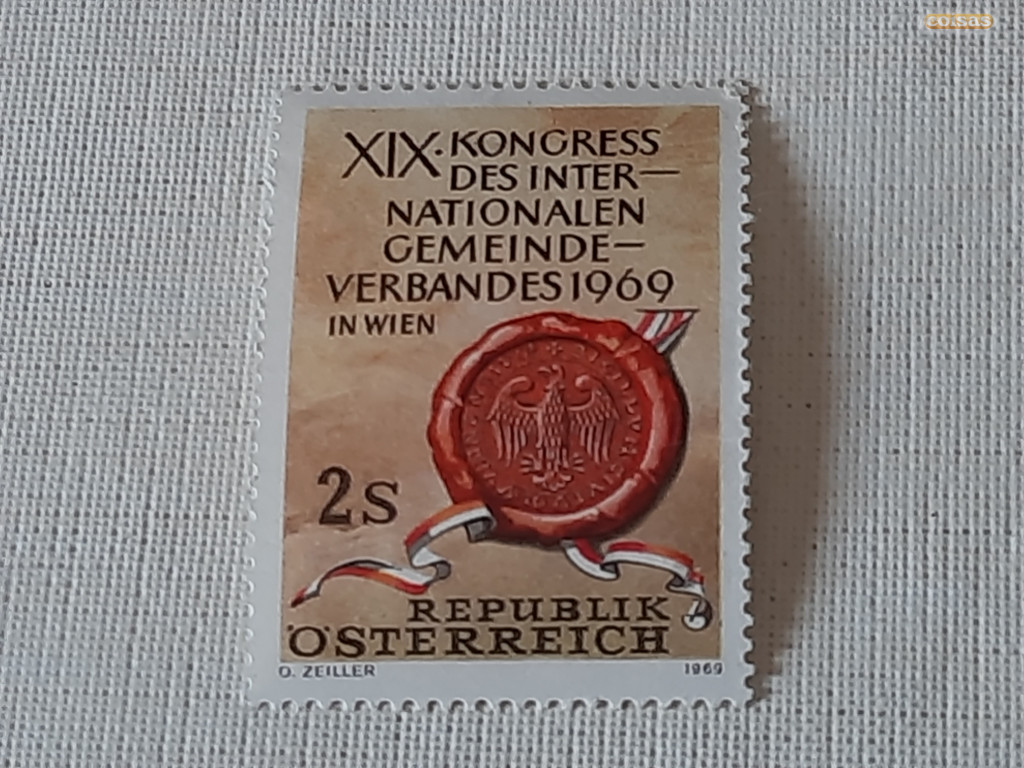 coisas
XIX. KONGRESS
DES INTER—
NATIONALEN
GEMEINDE—
VERBANDES 1969
IN WIEN
2S
REPUBLIK
ÖSTERREICH
O. ZEILLER 1969